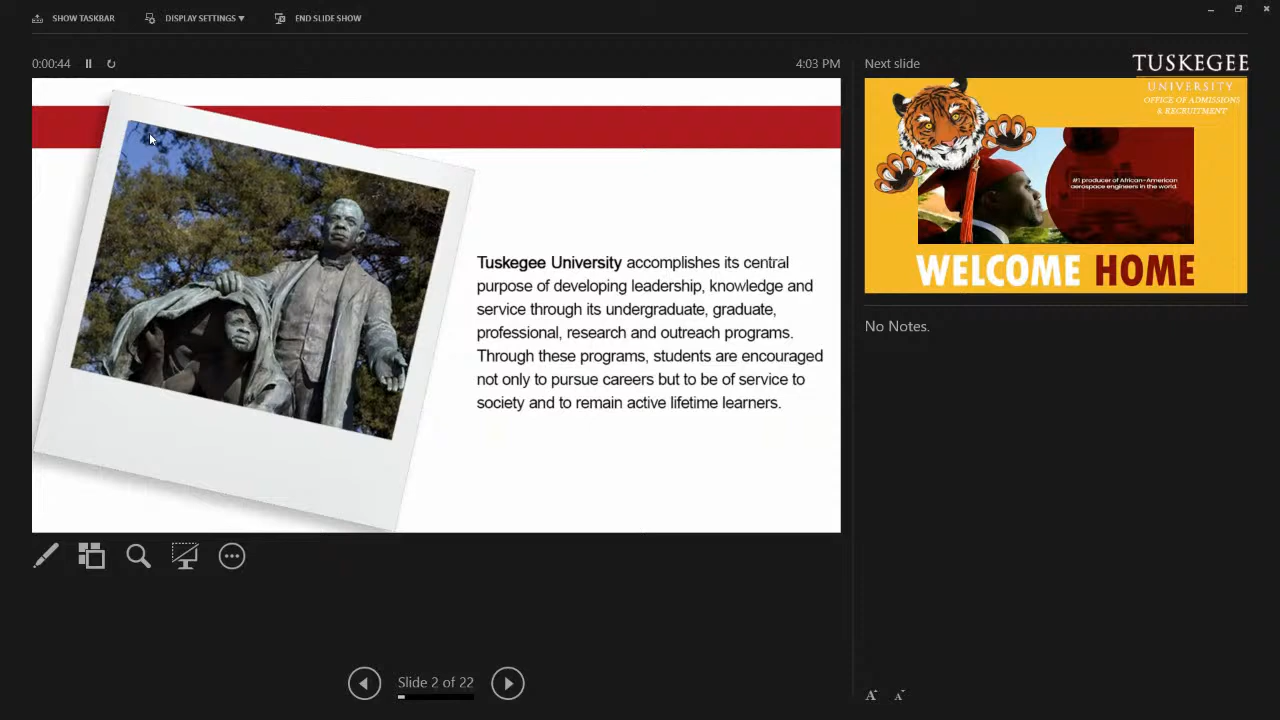 SHOW TASKBAR
DISPLAY SETTINGS ▼
END SLIDE SHOW
0:00:44
4:03 PM
Tuskegee University accomplishes its central
purpose of developing leadership, knowledge and
service through its undergraduate, graduate,
professional, research and outreach programs.
Through these programs, students are encouraged
not only to pursue careers but to be of service to
society and to remain active lifetime learners.
Slide 2 of 22
Next slide
TUSKEGEE
UNIVERSITY
OFFICE OF ADMISSIONS
& RECRUITMENT
#1 producer of African-American
aerospace engineers in the world.
WELCOME HOME
No Notes.
A A